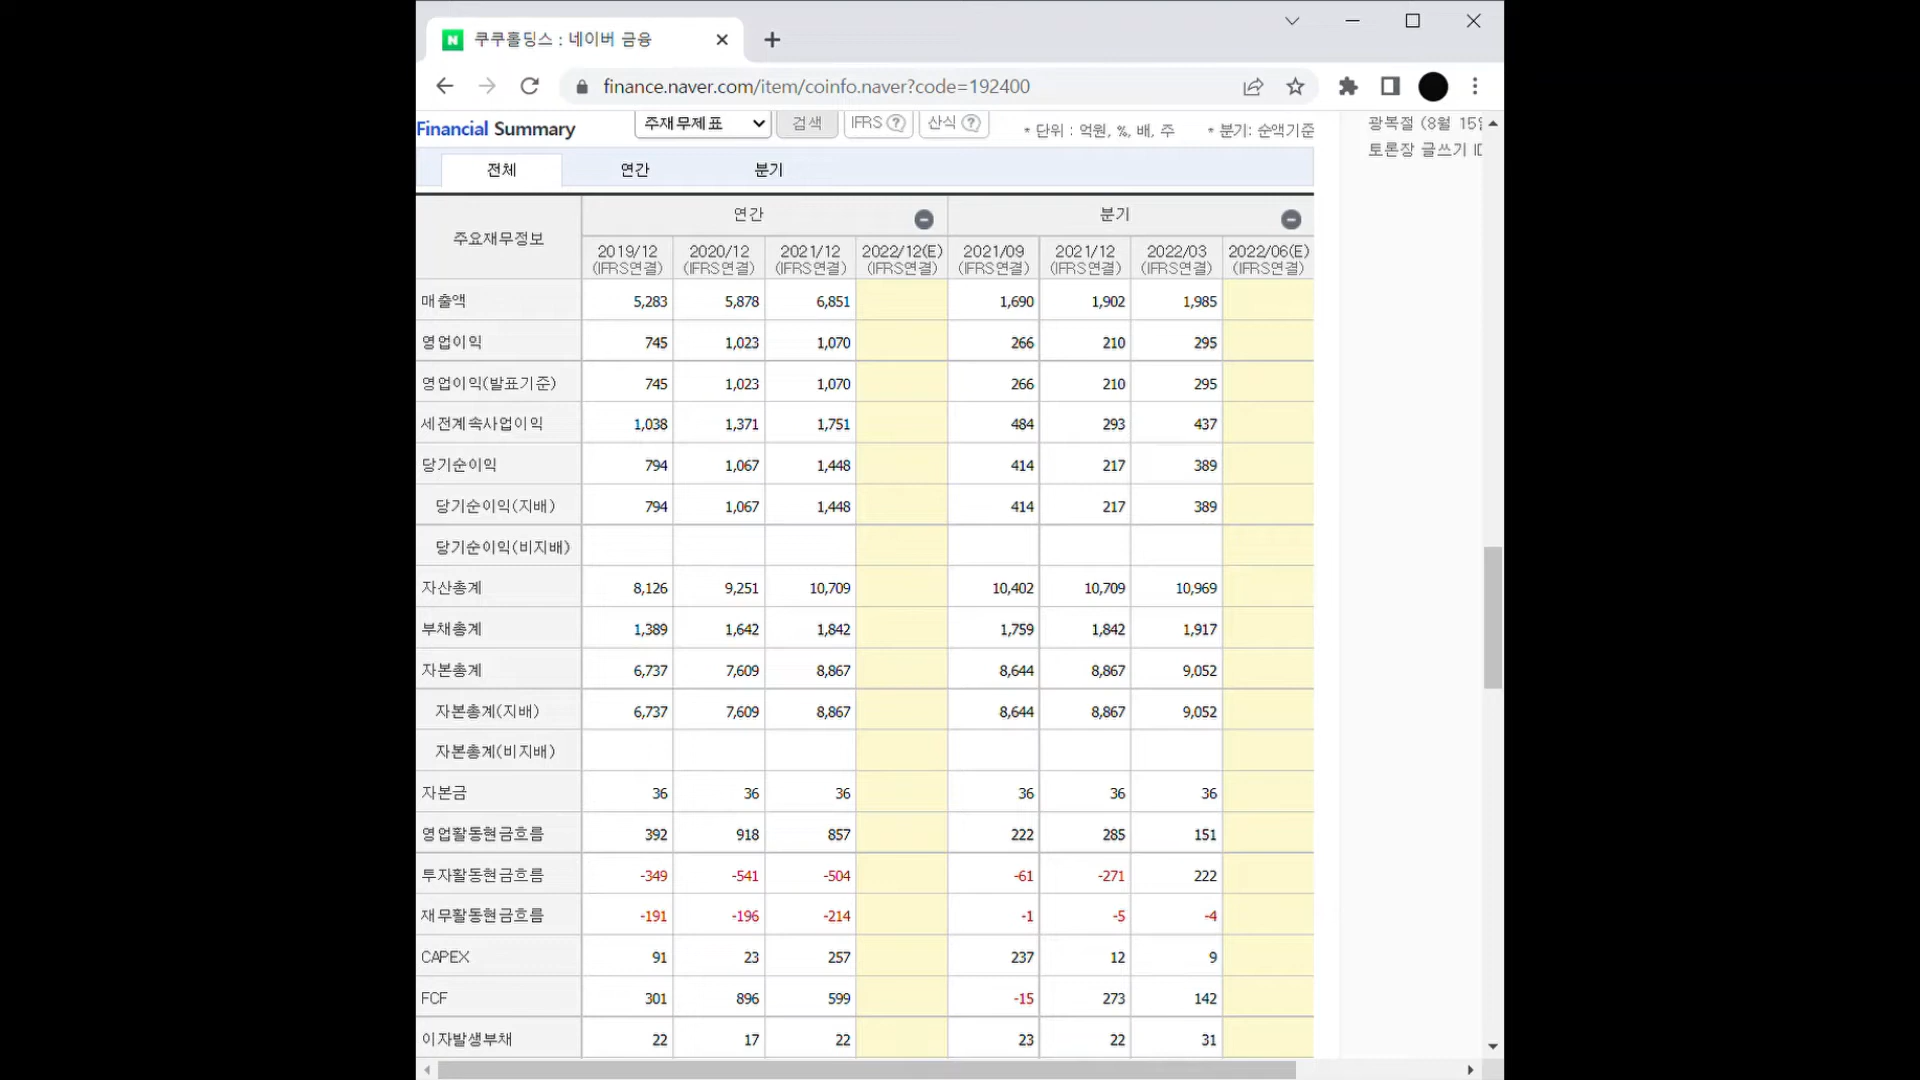 쿠쿠홀딩스 : 네이버 금융
finance.naver.com/item/coinfo.naver?code=192400
Financial Summary 주재무제표 검색 IFRS ? 산식 ? * 단위 : 억원, %, 배, 주 * 분기: 순액기준
광복절 (8월 15일
토론장 글쓰기 ID
전체 연간 분기
주요재무정보 연간 분기
2019/12 2020/12 2021/12 2022/12(E) 2021/09 2021/12 2022/03 2022/06(E)
(IFRS연결) (IFRS연결) (IFRS연결) (IFRS연결) (IFRS연결) (IFRS연결) (IFRS연결) (IFRS연결)
매출액 5,283 5,878 6,851 1,690 1,902 1,985
영업이익 745 1,023 1,070 266 210 295
영업이익(발표기준) 745 1,023 1,070 266 210 295
세전계속사업이익 1,038 1,371 1,751 484 293 437
당기순이익 794 1,067 1,448 414 217 389
당기순이익(지배) 794 1,067 1,448 414 217 389
당기순이익(비지배)
자산총계 8,126 9,251 10,709 10,402 10,709 10,969
부채총계 1,389 1,642 1,842 1,759 1,842 1,917
자본총계 6,737 7,609 8,867 8,644 8,867 9,052
자본총계(지배) 6,737 7,609 8,867 8,644 8,867 9,052
자본총계(비지배)
자본금 36 36 36 36 36 36
영업활동현금흐름 392 918 857 222 285 151
투자활동현금흐름 -349 -541 -504 -61 -271 222
재무활동현금흐름 -191 -196 -214 -1 -5 -4
CAPEX 91 23 257 237 12 9
FCF 301 896 599 -15 273 142
이자발생부채 22 17 22 23 22 31